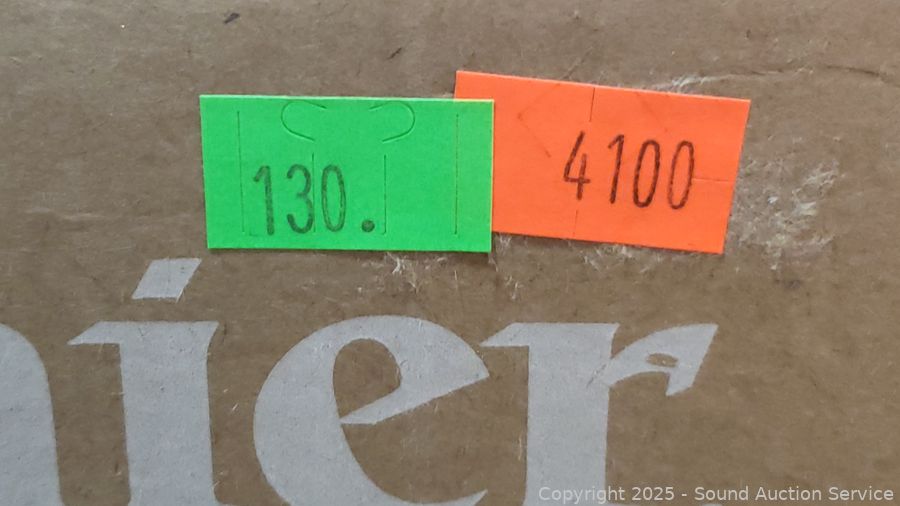 130.
4100
nier
Copyright © 2025 - Sound Auction Service